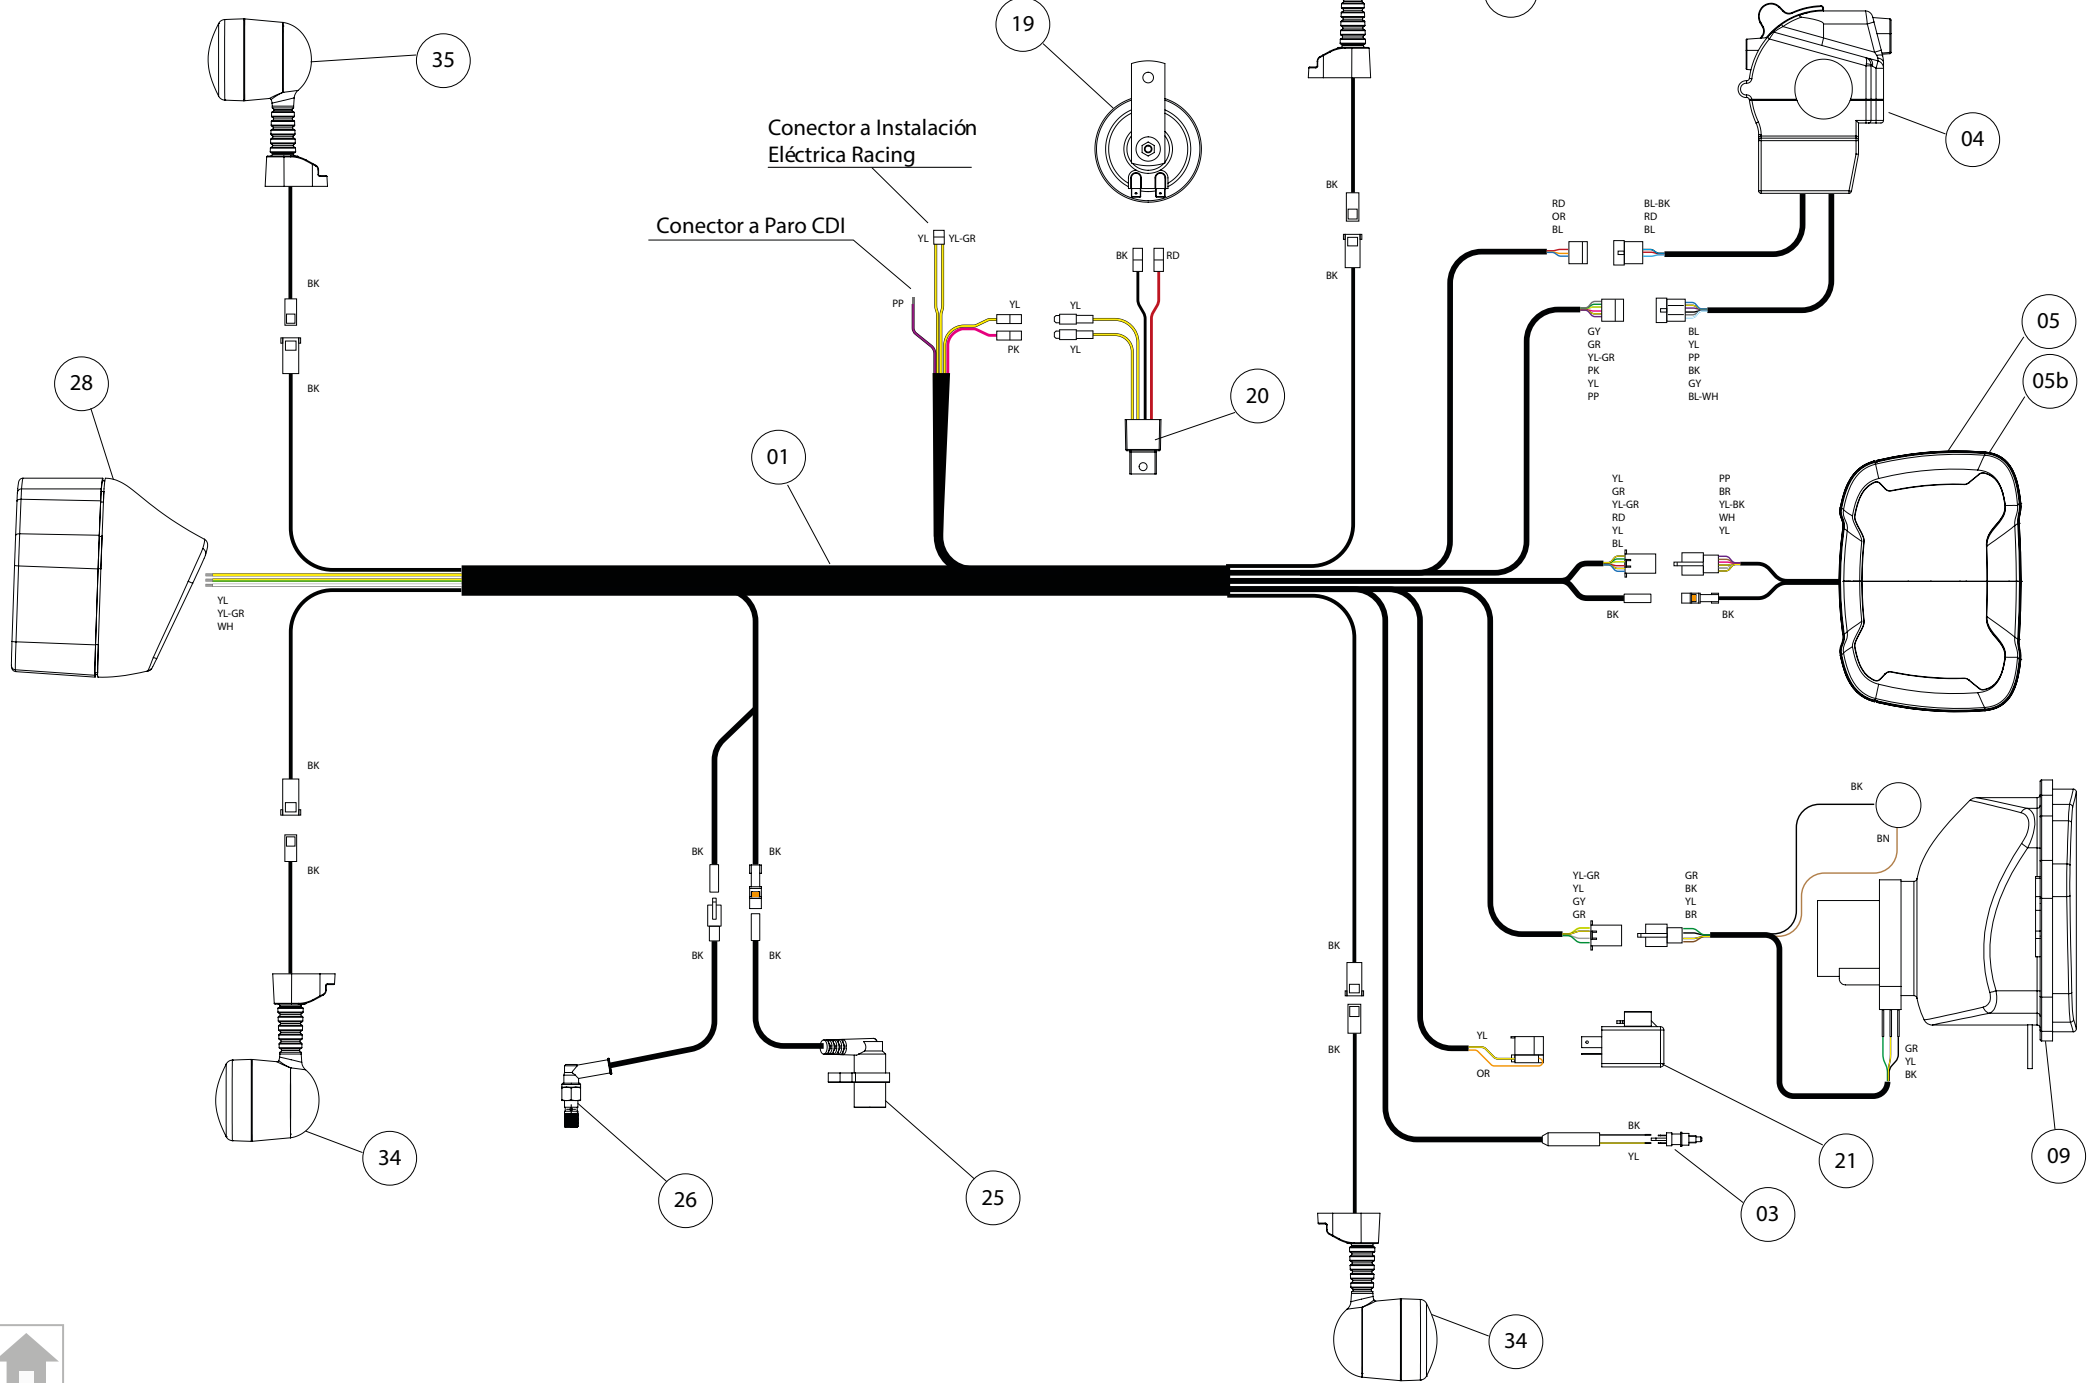 19
35
04
Conector a Instalación
Eléctrica Racing
Conector a Paro CDI
YL
YL-GR
PP
YL
PK
YL
YL
BK
RD
20
BK
BK
RD
OR
BL
BL-BK
RD
BL
GY
GR
YL-GR
PK
YL
PP
BL
YL
PP
BK
GY
BL-WH
05
05b
BK
BK
28
01
YL
YL-GR
WH
YL
GR
YL-GR
RD
YL
BL
PP
BR
YL-BK
WH
YL
BK
BK
BK
BK
34
BK
BK
BK
BK
26
25
BK
BK
34
BK
BN
YL-GR
YL
GY
GR
GR
BK
YL
BR
GR
YL
BK
09
YL
OR
21
BK
YL
03